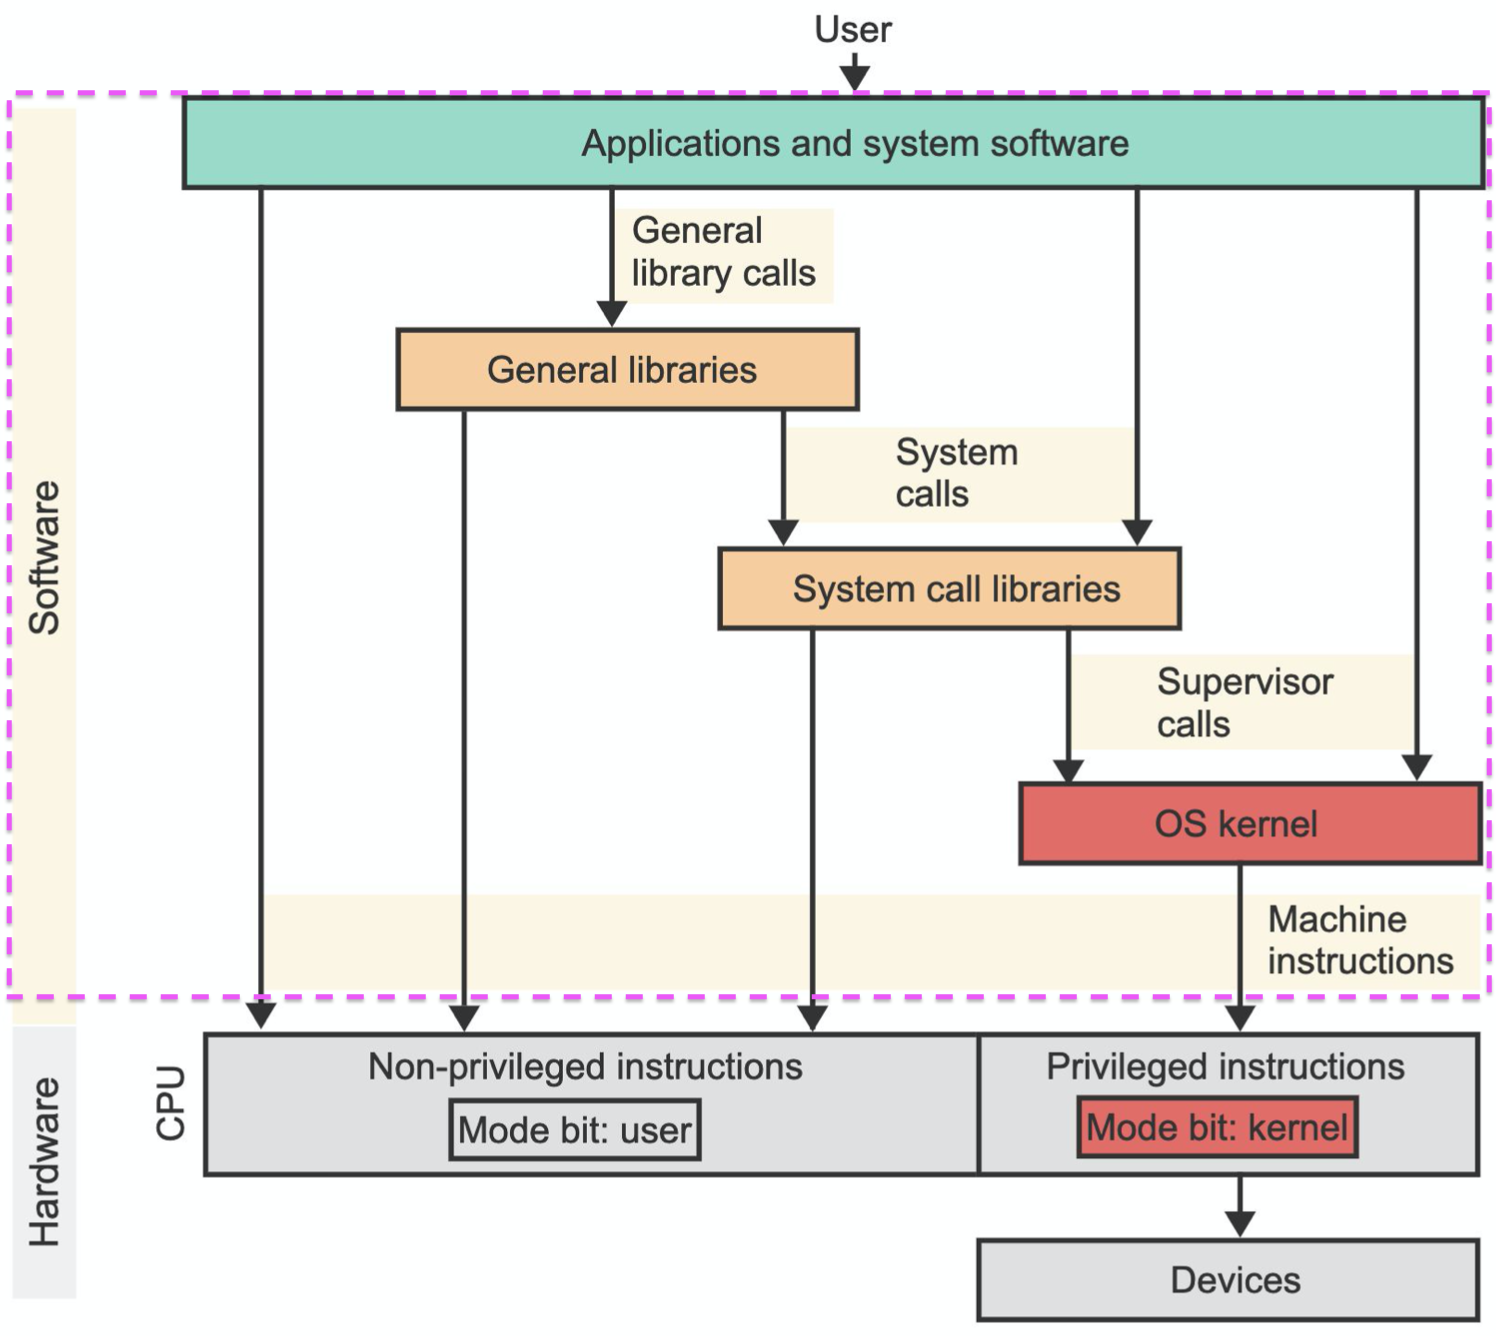 User
Applications and system software
General
library calls
General libraries
System
calls
System call libraries
Supervisor
calls
OS kernel
Machine
instructions
Software
Non-privileged instructions
Mode bit: user
Privileged instructions
Mode bit: kernel
CPU
Hardware
Devices